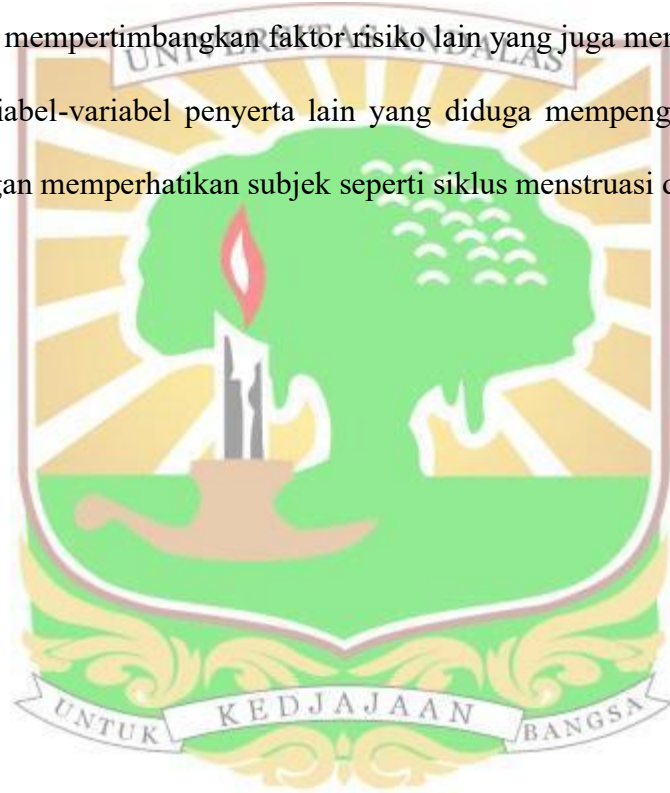 mempertimbangkan faktor risiko lain yang juga mer
UNIVERSITAS ANDALAS
iabel-variabel penyerta lain yang diduga mempeng
gan memperhatikan subjek seperti siklus menstruasi d
UNTUK KEDJAJAAN BANGSA